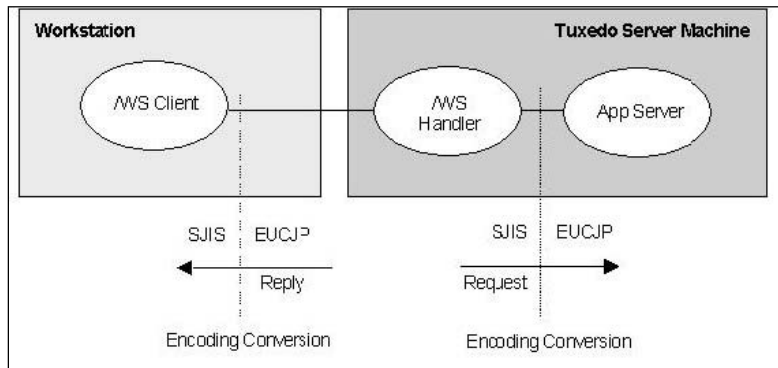 Workstation
Tuxedo Server Machine
/WS Client
/WS
Handler
App Server
SJIS
EUCJP
SJIS
EUCJP
Reply
Request
Encoding Conversion
Encoding Conversion